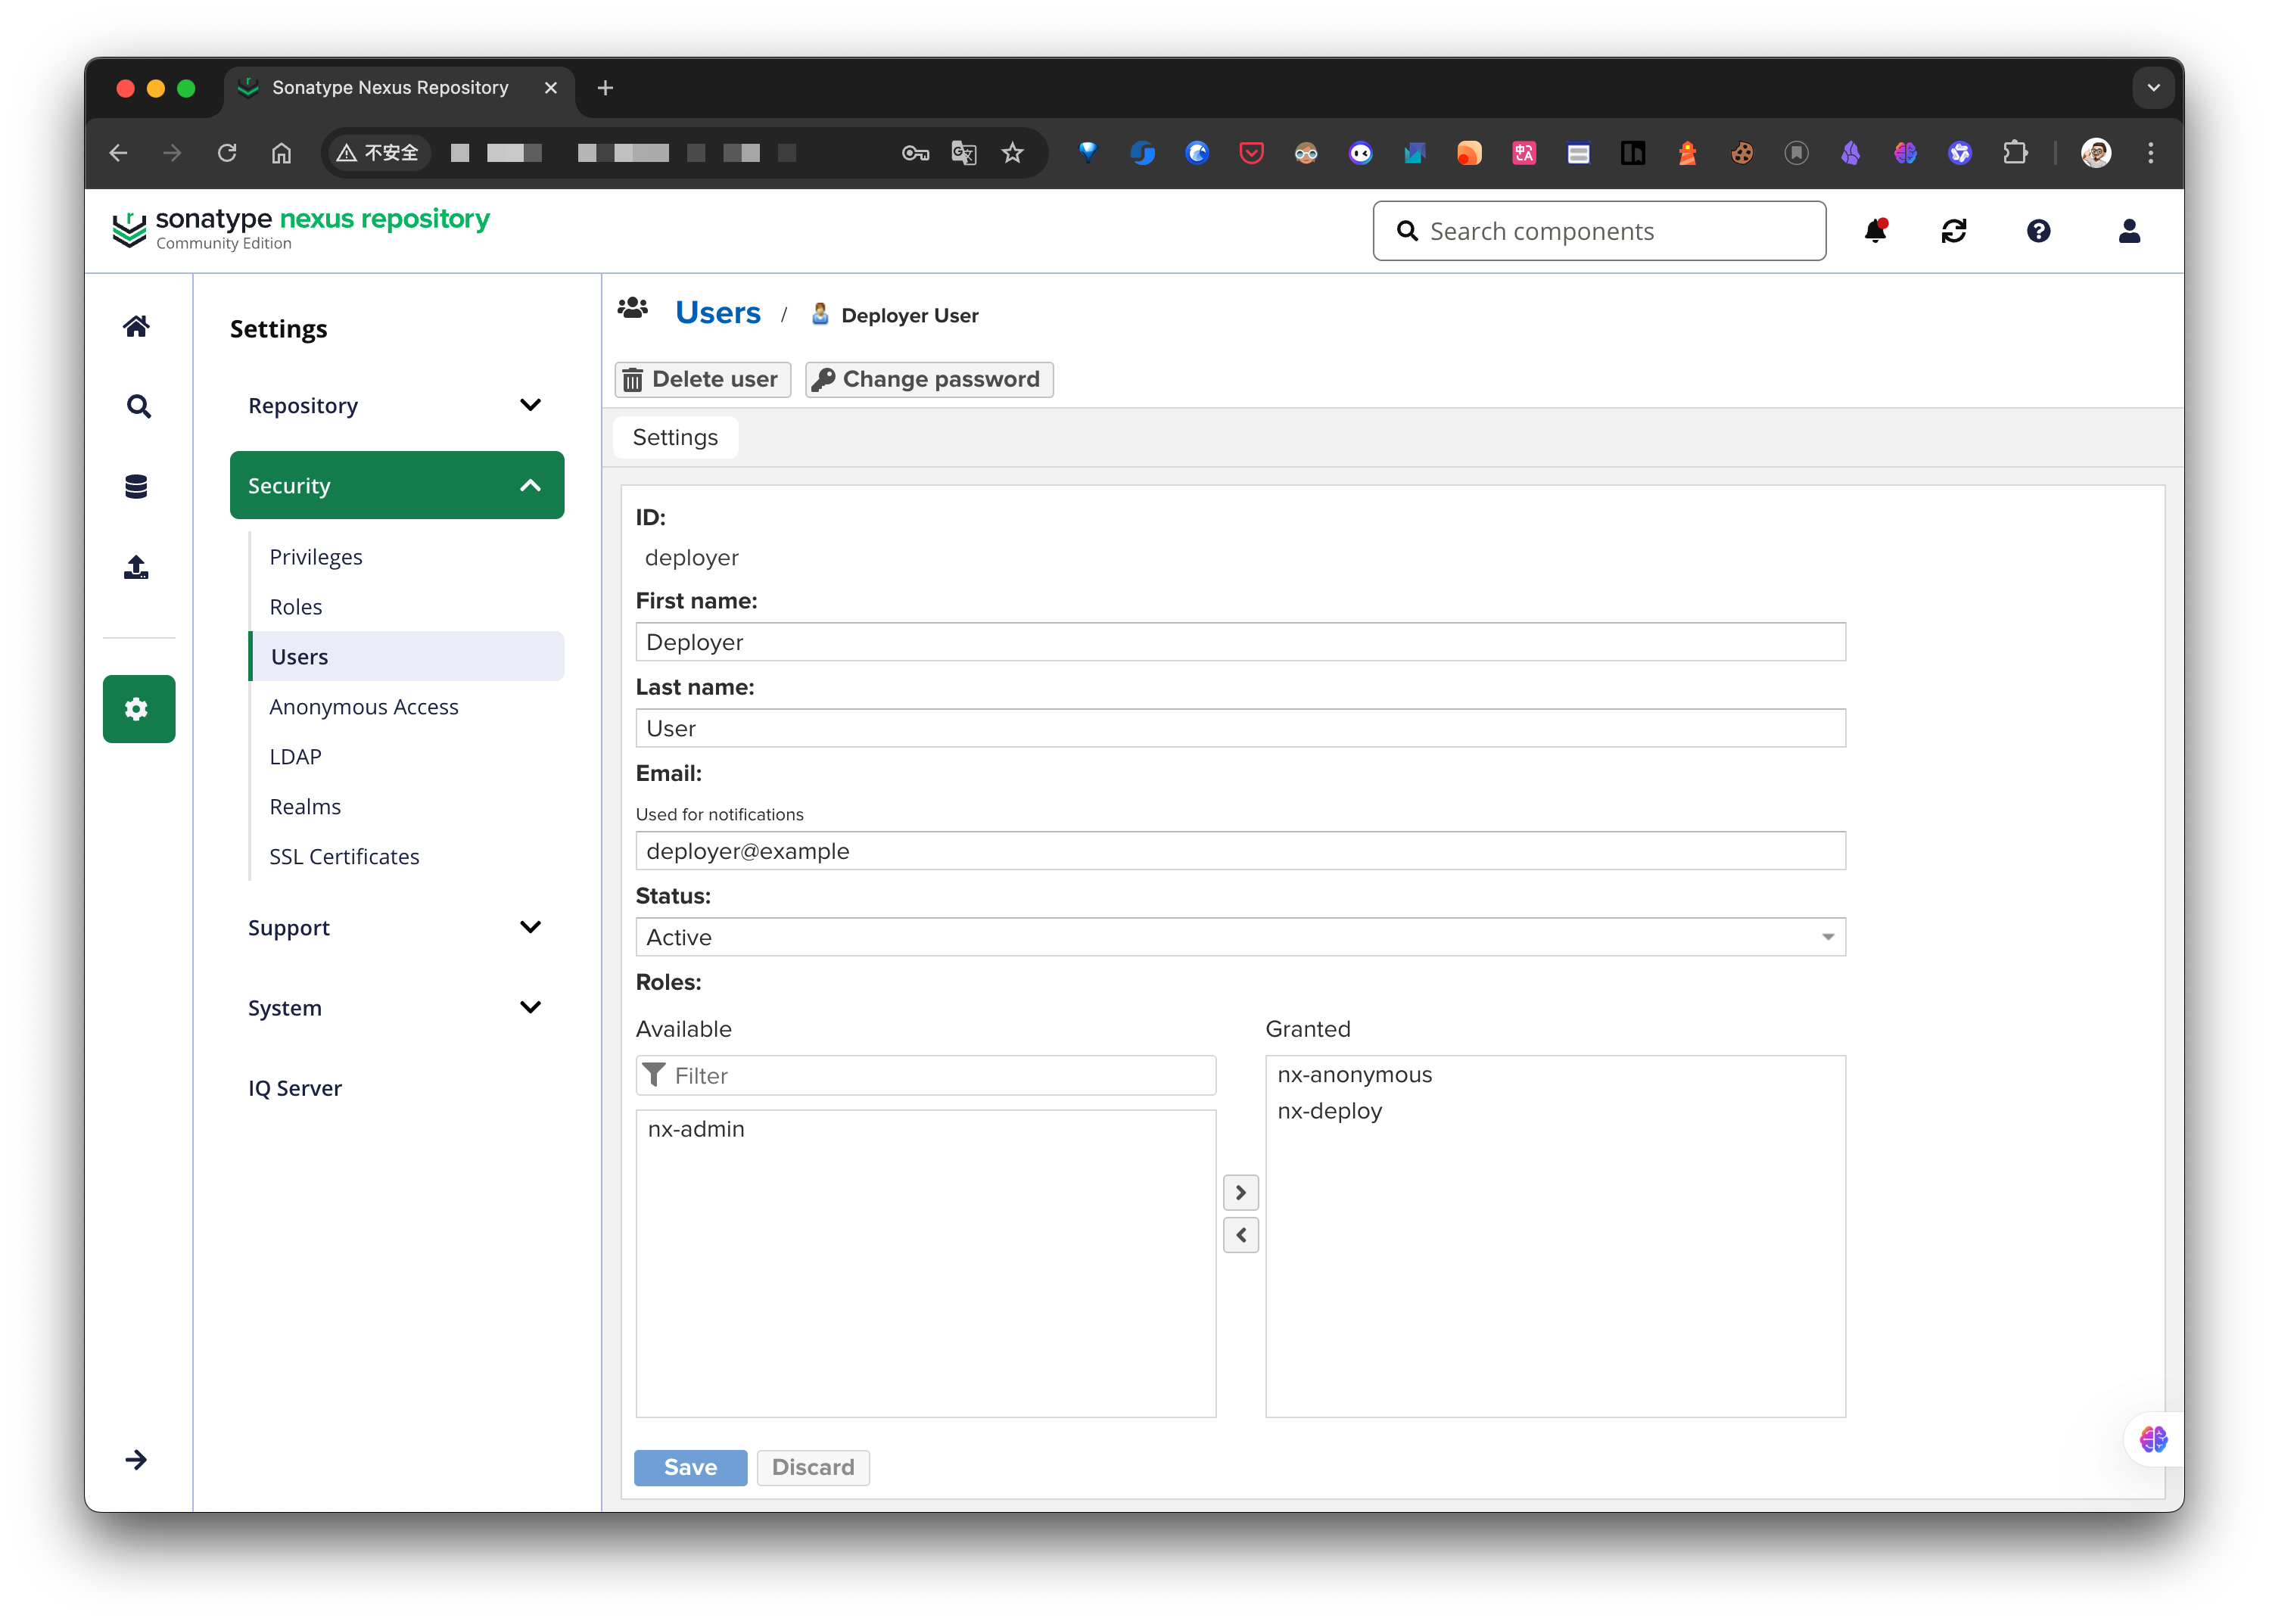 Sonatype Nexus Repository
不安全
sonatype nexus repository
Community Edition
Search components
Settings
Repository
Security
Privileges
Roles
Users
Anonymous Access
LDAP
Realms
SSL Certificates
Support
System
IQ Server
Users / Deployer User
Delete user
Change password
Settings
ID:
deployer
First name:
Deployer
Last name:
User
Email:
Used for notifications
deployer@example
Status:
Active
Roles:
Available
Filter
nx-admin
Granted
nx-anonymous
nx-deploy
Save
Discard